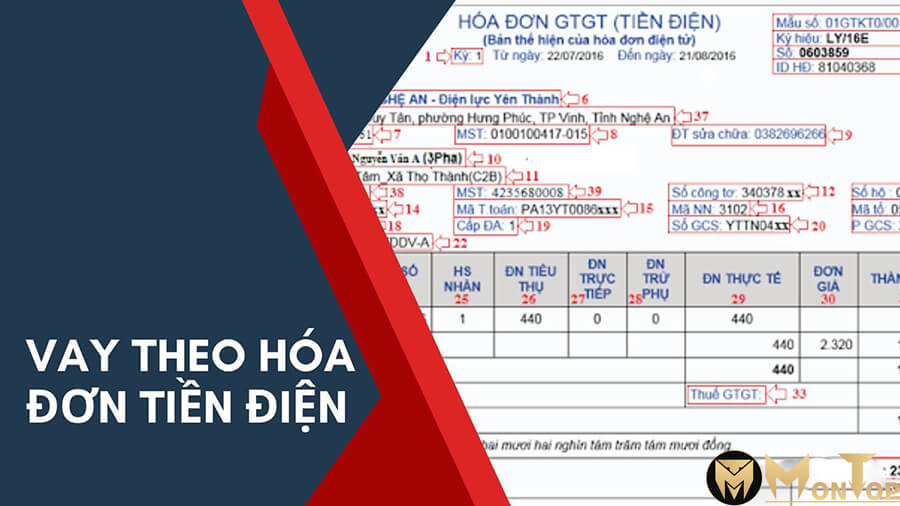 VAY THEO HÓA
ĐƠN TIỀN ĐIỆN
HÓA ĐƠN GTGT (TIỀN ĐIỆN)
(Bản thể hiện của hóa đơn điện tử)
1 Kỳ: 1 Từ ngày: 22/07/2016 Đến ngày: 21/08/2016
Mẫu số: 01GTKT0/00
Ký hiệu: LY/16E
Số: 0603859
ID HĐ: 81040368
GHỆ AN - Điện lực Yên Thành 6
uy Tân, phường Hưng Phúc, TP Vinh, Tỉnh Nghệ An 37
51 7 MST: 0100100417-015 8 ĐT sửa chữa: 0382696266 9
Nguyễn Văn A (3Pha) 10
Tâm_Xã Thọ Thành(C2B) 11
38 MST: 4235680008 39 Số công tơ: 340378xx 12 Số hộ :
xx 14 Mã T.toán: PA13YT0086xxx 15 Mã NN: 3102 16 Mã tổ: 0
18 Cấp ĐA: 1 19 Số GCS: YTTN04xx 20 P GCS:
DDV-A 22
SỐ HS NHÂN 25 ĐN TIÊU THỤ 26 ĐN TRỰC TIẾP 27 ĐN TRỪ PHỤ 28 ĐN THỰC TẾ 29 ĐƠN GIÁ 30 THÀN
1 440 0 0 440
440 2.320
440
Thuế GTGT: 33
hai mươi hai nghìn tám trăm tám mươi đồng
23
MONTOP